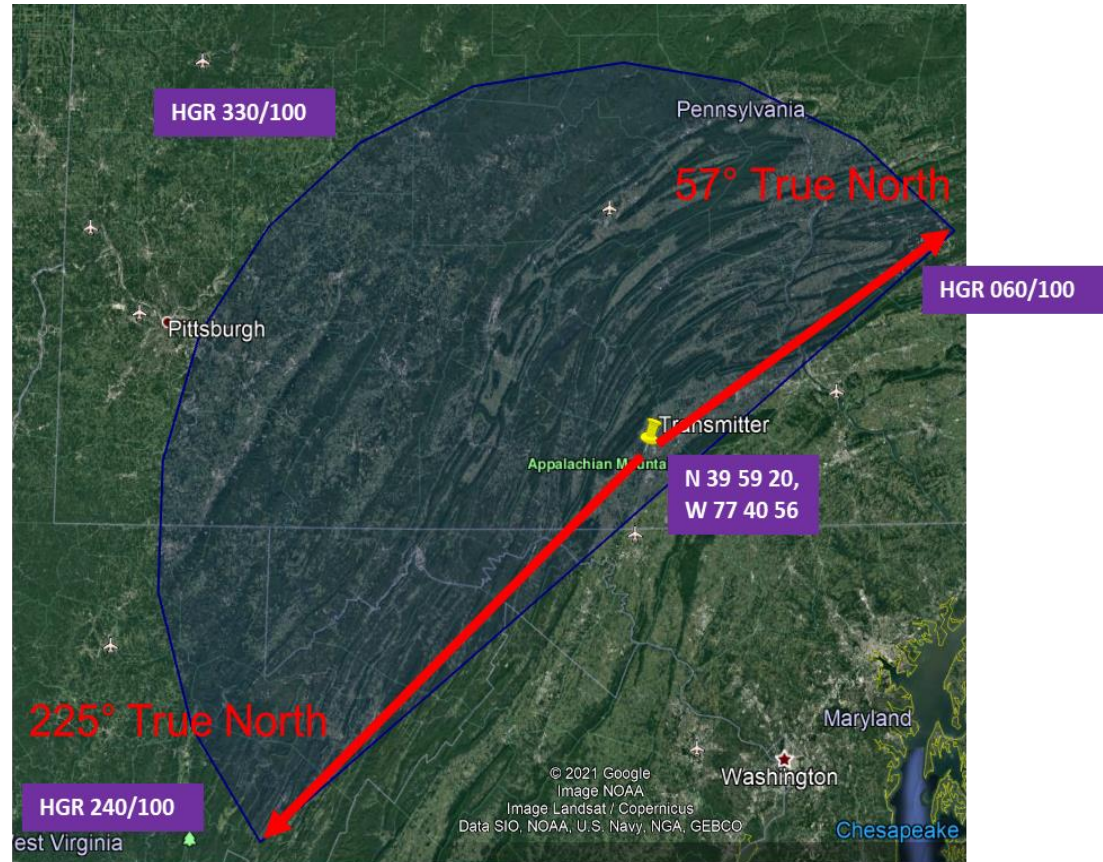 HGR 330/100
Pennsylvania
57° True North
HGR 060/100
Pittsburgh
Transmitter
Appalachian Mounta
N 39 59 20,
W 77 40 56
225° True North
Maryland
HGR 240/100
© 2021 Google
Image NOAA
Image Landsat / Copernicus
Data SIO, NOAA, U.S. Navy, NGA, GEBCO
Washington
Chesapeake
est Virginia